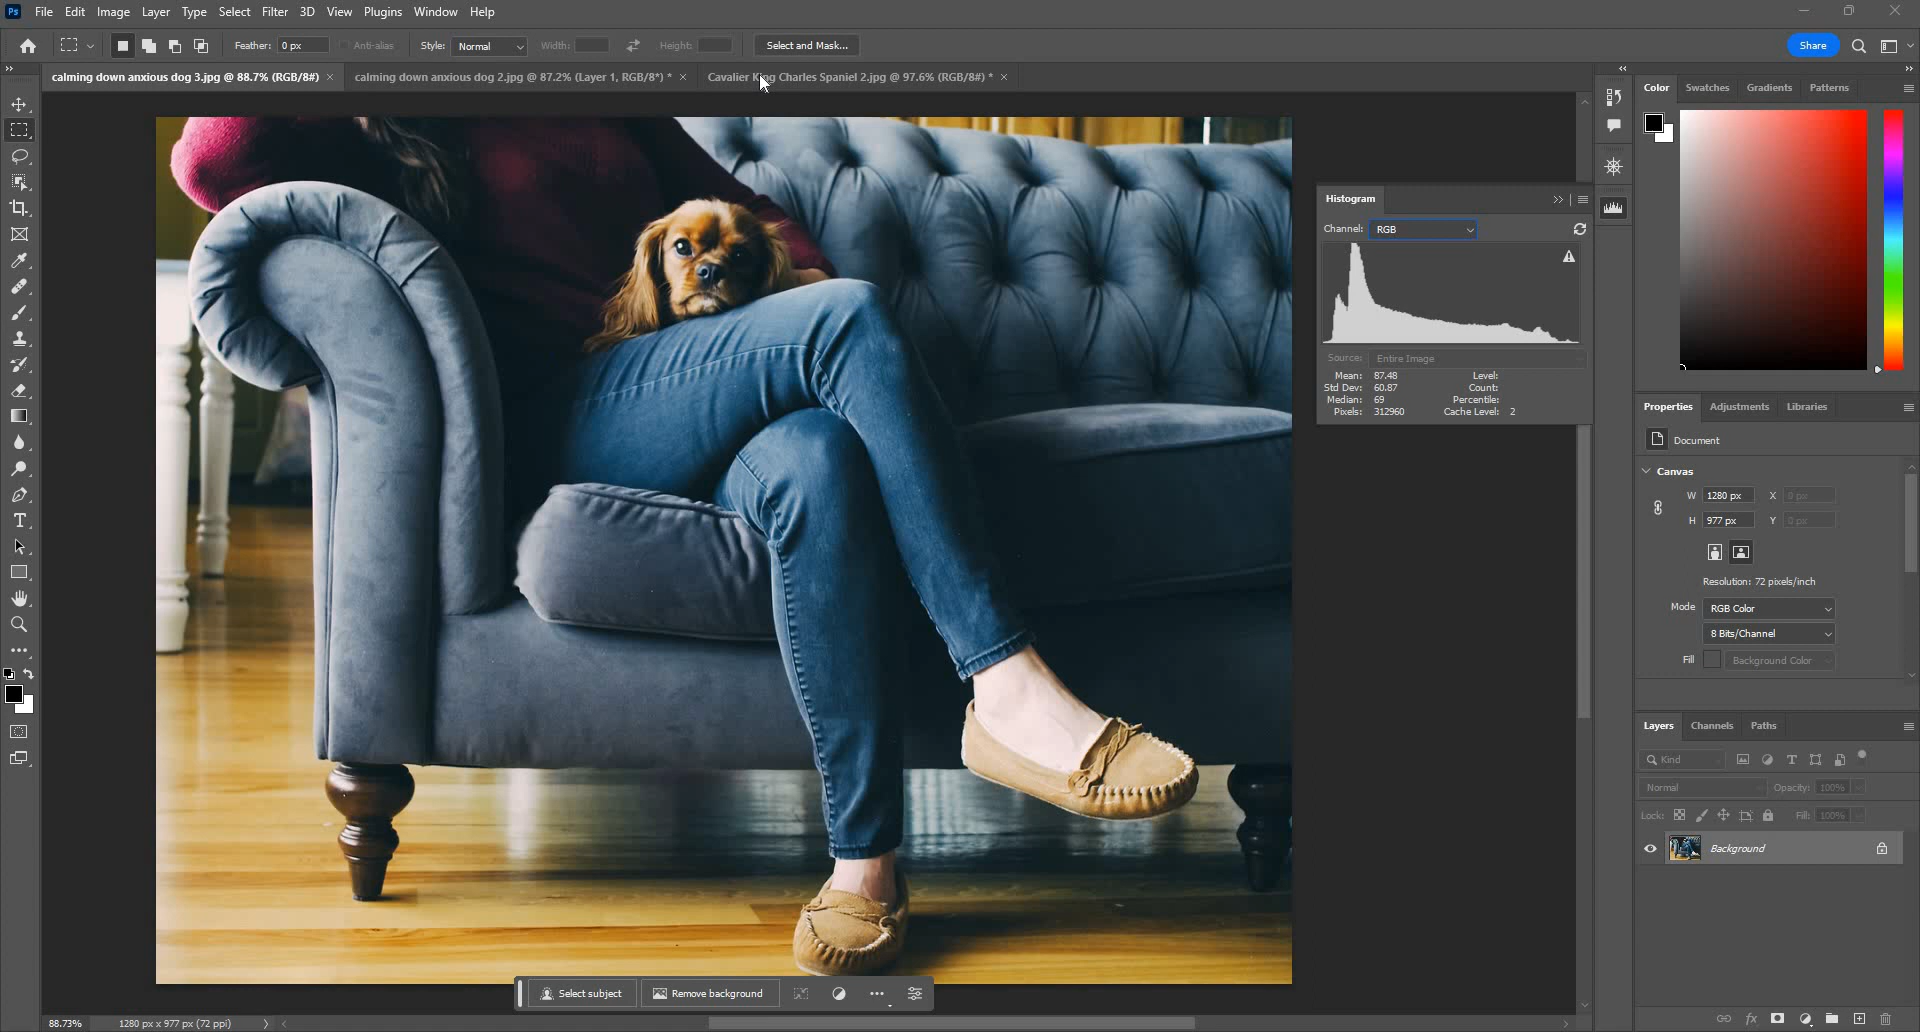 Ps File Edit Image Layer Type Select Filter 3D View Plugins Window Help
Feather: 0 px Anti-alias Style: Normal Width: Height: Select and Mask... Share
calming down anxious dog 3.jpg @ 88.7% (RGB/8#) × calming down anxious dog 2.jpg @ 87.2% (Layer 1, RGB/8*) * × Cavalier King Charles Spaniel 2.jpg @ 97.6% (RGB/8#) * ×
Color Swatches Gradients Patterns
Histogram
Channel: RGB
Source: Entire Image
Mean: 87.48 Level:
Std Dev: 60.87 Count:
Median: 69 Percentile:
Pixels: 312960 Cache Level: 2
Properties Adjustments Libraries
Document
Canvas
W 1280 px X 0 px
H 977 px Y 0 px
Resolution: 72 pixels/inch
Mode RGB Color
8 Bits/Channel
Fill Background Color
Layers Channels Paths
Kind
Normal Opacity: 100%
Lock: Fill: 100%
Background
Select subject Remove background
88.73% 1280 px x 977 px (72 ppi)